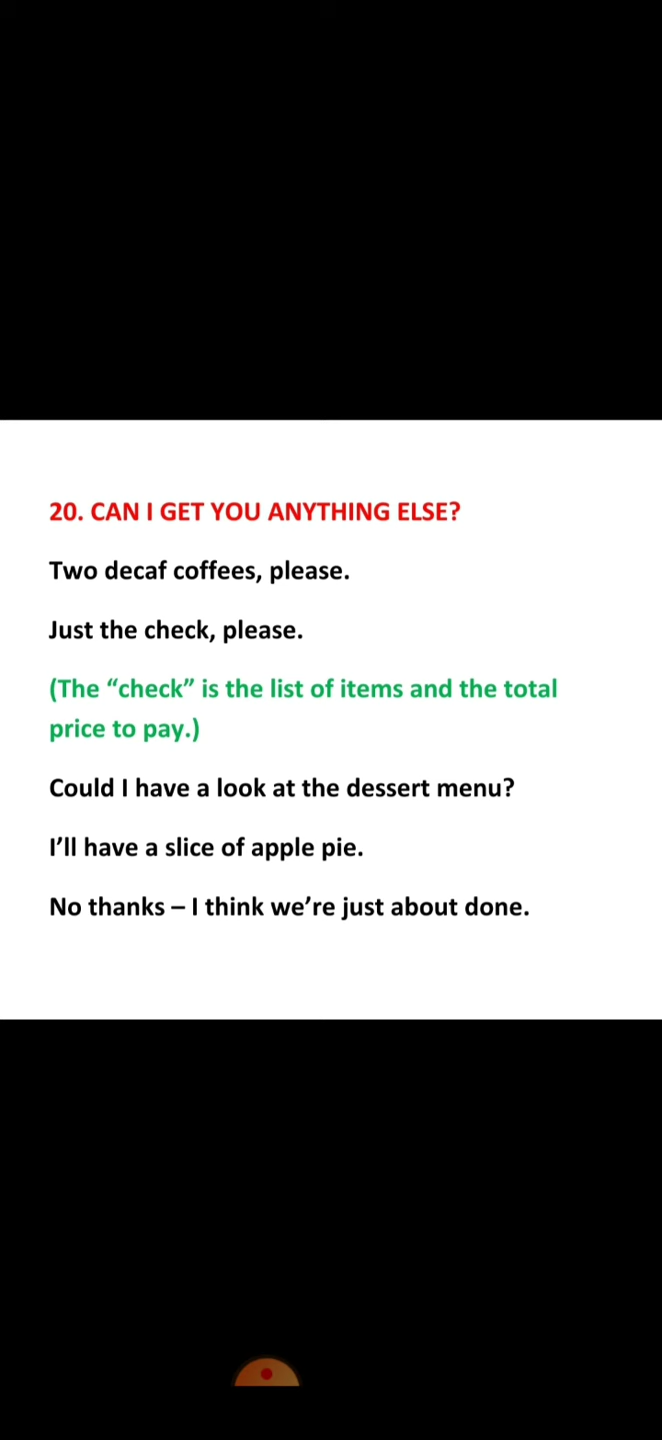 20. CAN I GET YOU ANYTHING ELSE?
Two decaf coffees, please.
Just the check, please.
(The “check” is the list of items and the total
price to pay.)
Could I have a look at the dessert menu?
I’ll have a slice of apple pie.
No thanks – I think we’re just about done.